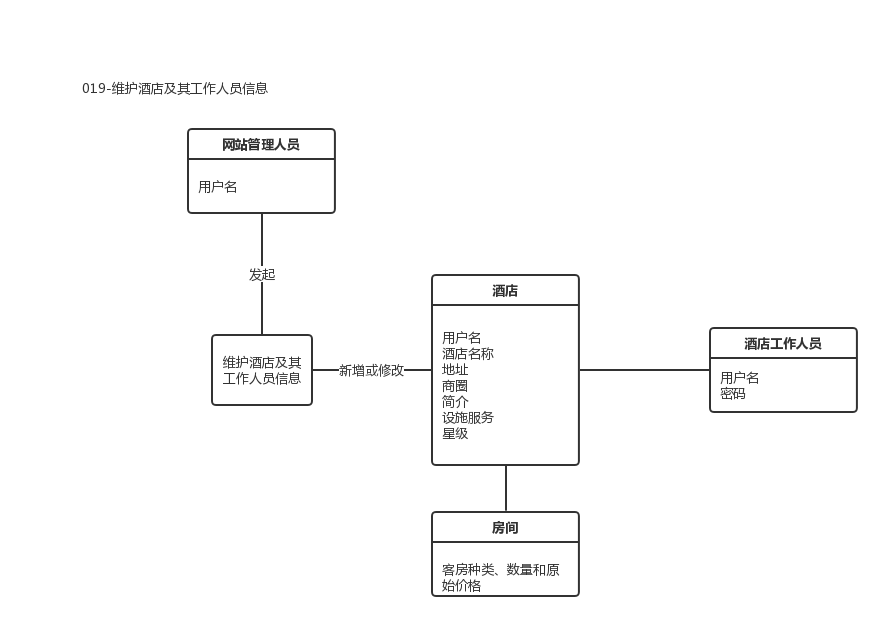 019-维护酒店及其工作人员信息
网站管理人员
用户名
发起
维护酒店及其
工作人员信息
新增或修改
酒店
用户名
酒店名称
地址
商圈
简介
设施服务
星级
酒店工作人员
用户名
密码
房间
客房种类、数量和原
始价格